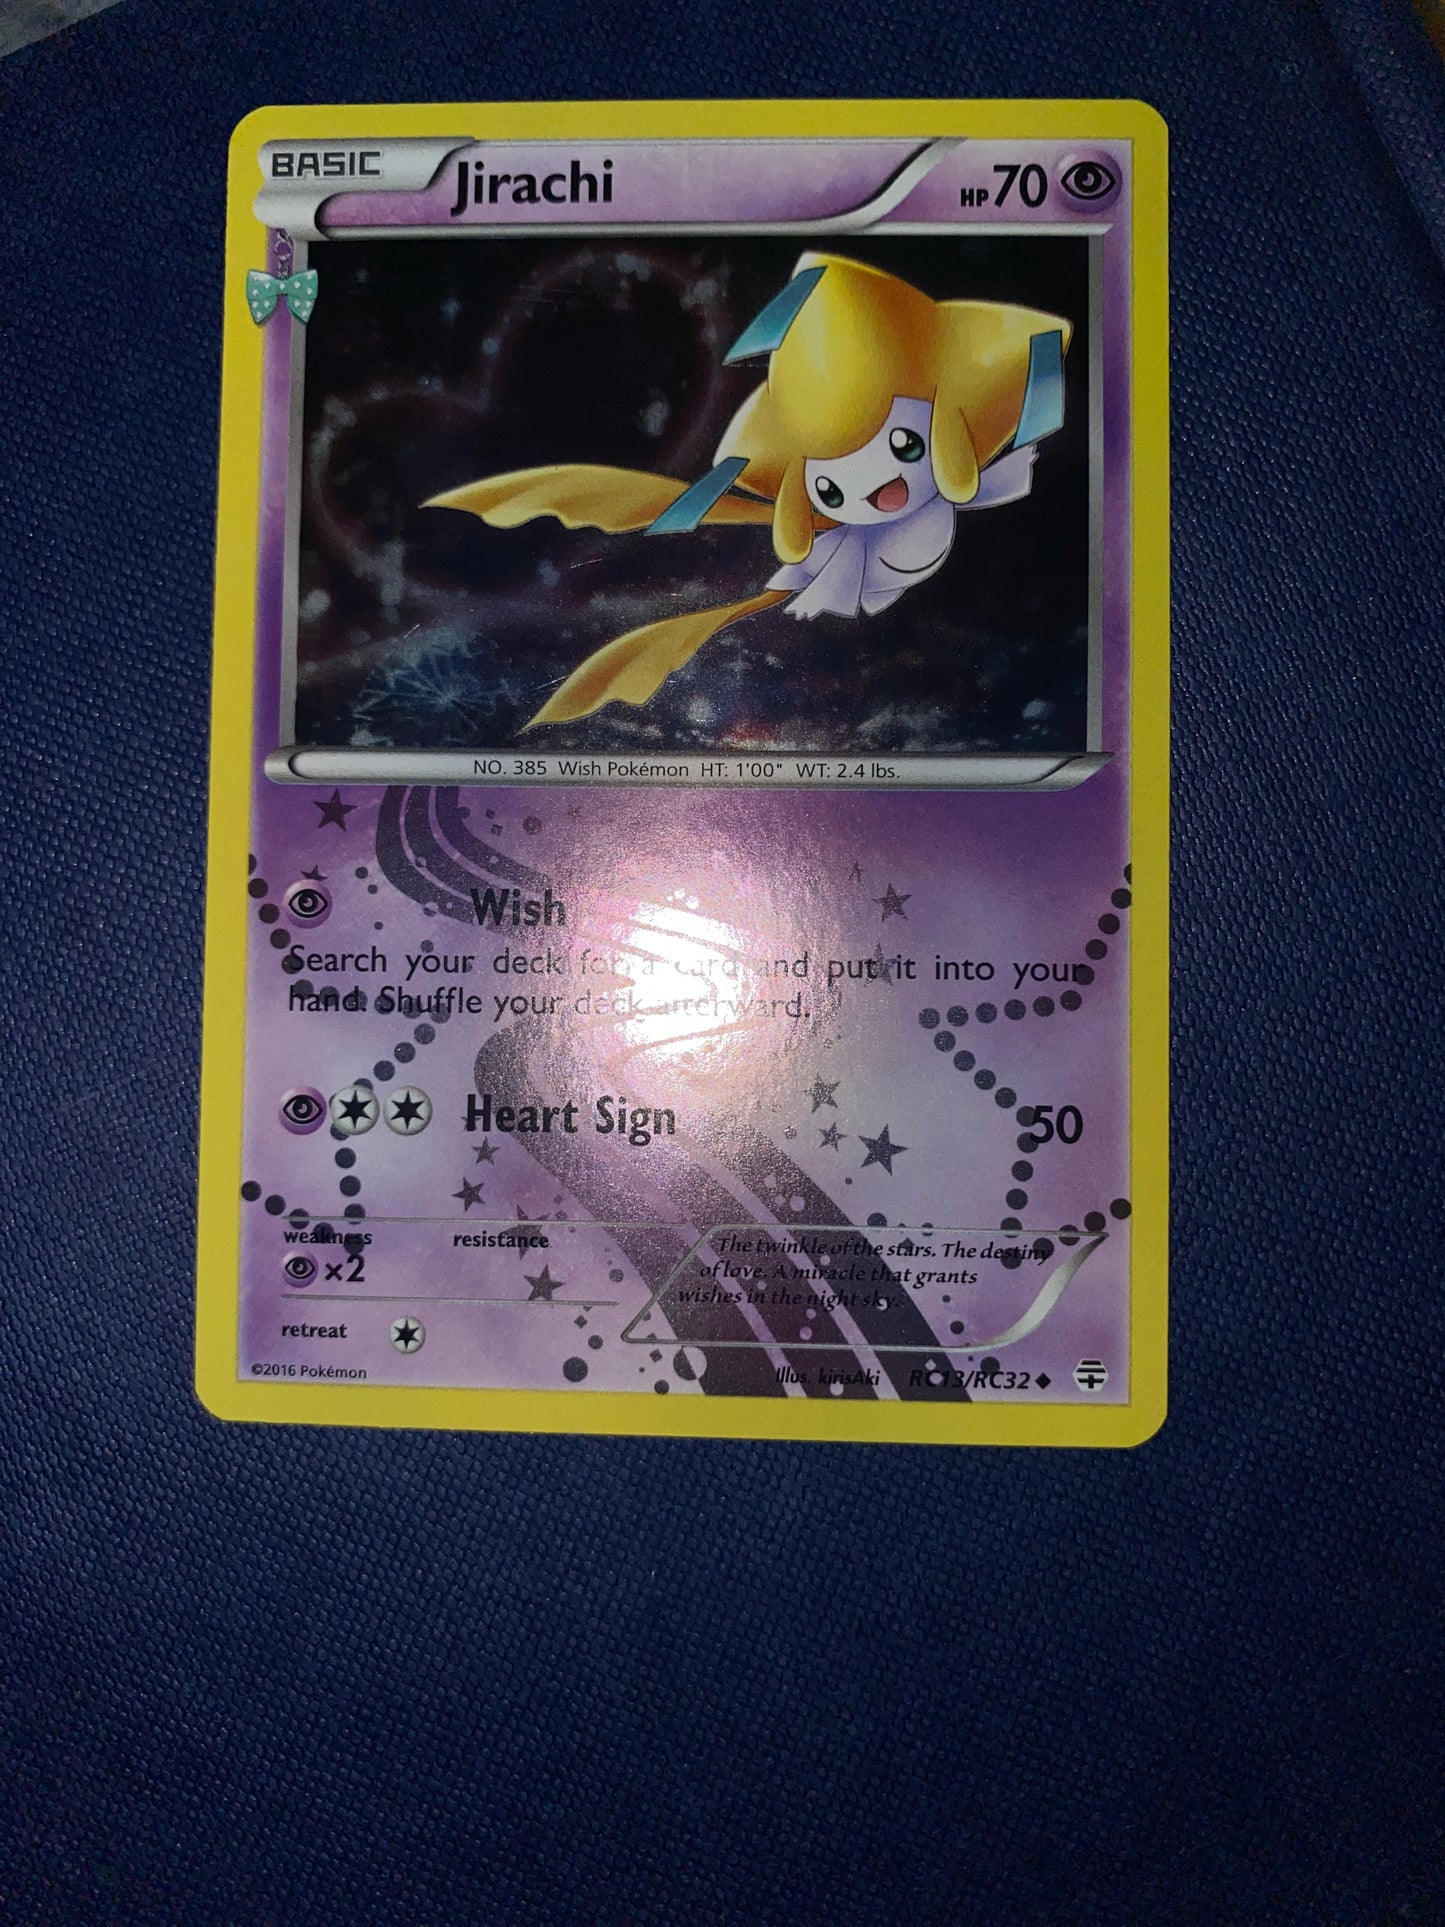 BASIC Jirachi HP 70
NO. 385 Wish Pokémon HT: 1'00" WT: 2.4 lbs.
Wish
Search your deck for a card and put it into your
hand. Shuffle your deck afterward.
Heart Sign 50
weakness resistance
×2
The twinkle of the stars. The destiny
of love. A miracle that grants
wishes in the night sky.
retreat
©2016 Pokémon
Illus. kirisAki RC13/RC32